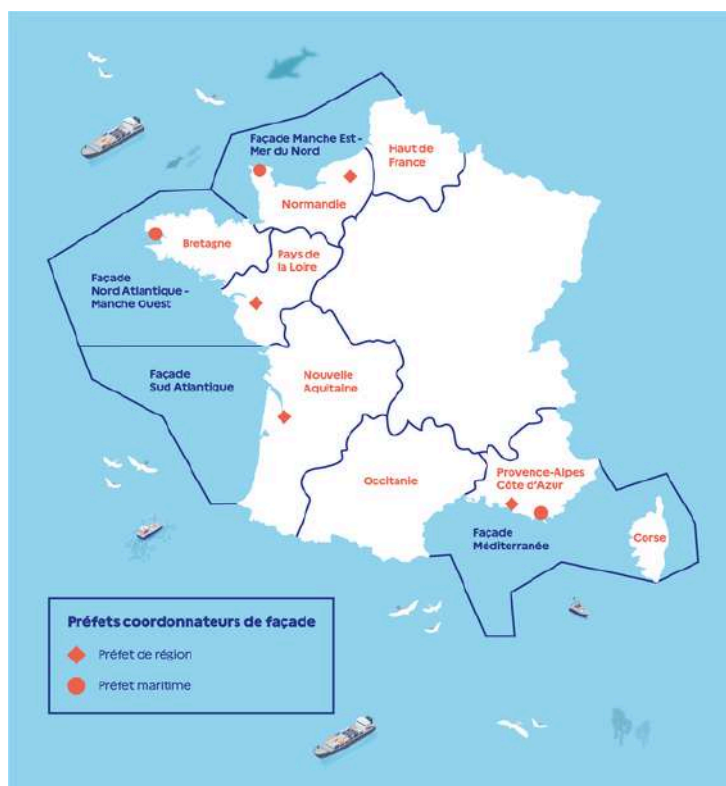 Façade Manche Est -
Mer du Nord
Haut de
France
Normandie
Bretagne
Pays de
la Loire
Façade
Nord Atlantique -
Manche Ouest
Façade
Sud Atlantique
Nouvelle
Aquitaine
Occitanie
Provence-Alpes
Côte d'Azur
Façade
Méditerranée
Corse
Préfets coordonnateurs de façade
Préfet de région
Préfet maritime